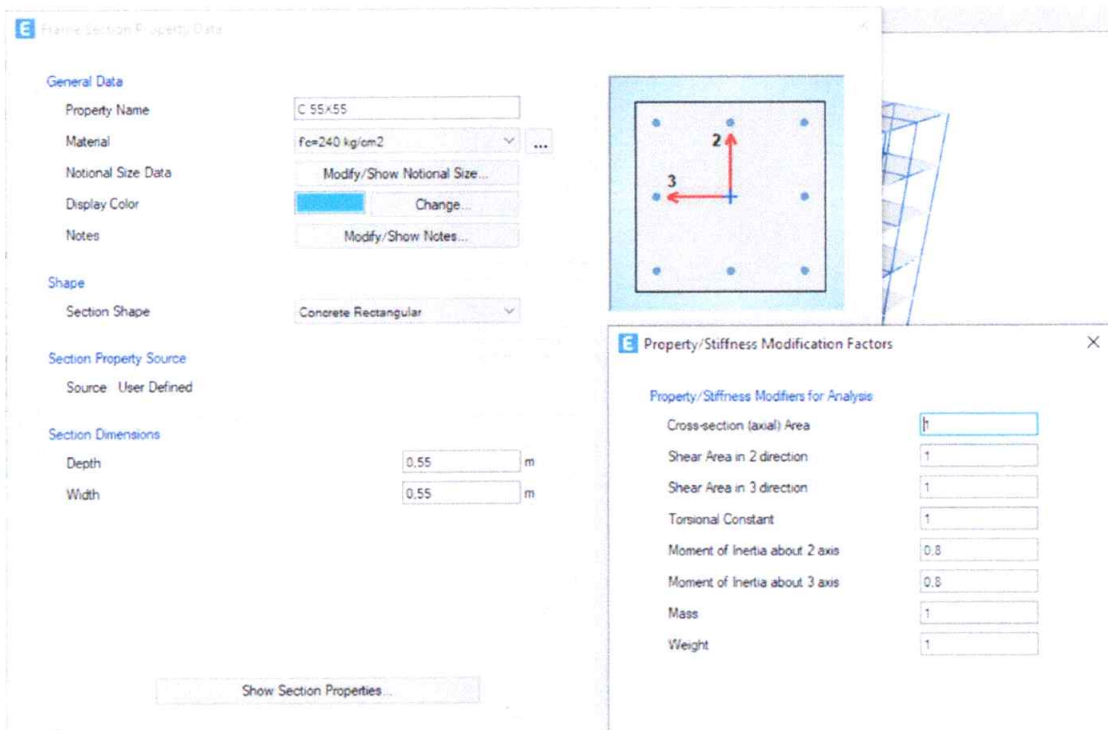 E Frame Section Property Data
General Data
Property Name C 55X55
Material f'c=240 kg/cm2 ...
Notional Size Data Modify/Show Notional Size...
Display Color Change...
Notes Modify/Show Notes...
2
3
Shape
Section Shape Concrete Rectangular
Section Property Source
Source User Defined
Section Dimensions
Depth 0,55 m
Width 0,55 m
Show Section Properties...
E Property/Stiffness Modification Factors
Property/Stiffness Modifiers for Analysis
Cross-section (axial) Area 1
Shear Area in 2 direction 1
Shear Area in 3 direction 1
Torsional Constant 1
Moment of Inertia about 2 axis 0,8
Moment of Inertia about 3 axis 0,8
Mass 1
Weight 1